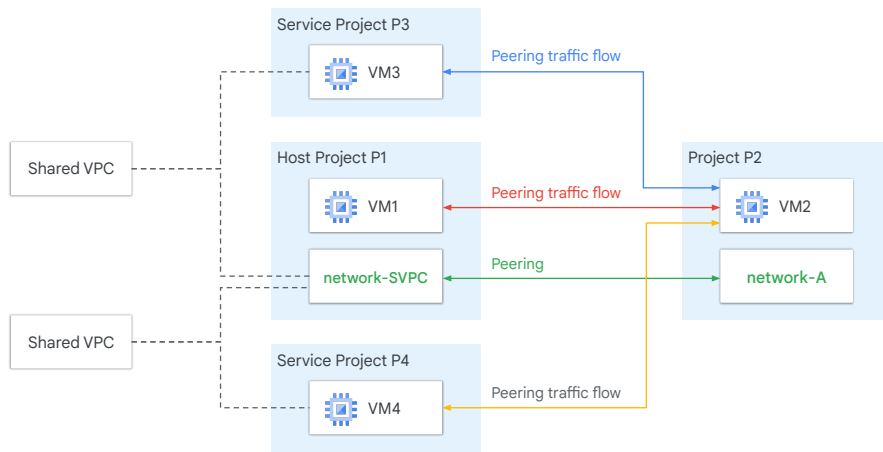 Service Project P3
VM3
Peering traffic flow
Shared VPC
Host Project P1
VM1
Peering traffic flow
network-SVPC
Peering
Project P2
VM2
network-A
Shared VPC
Service Project P4
VM4
Peering traffic flow